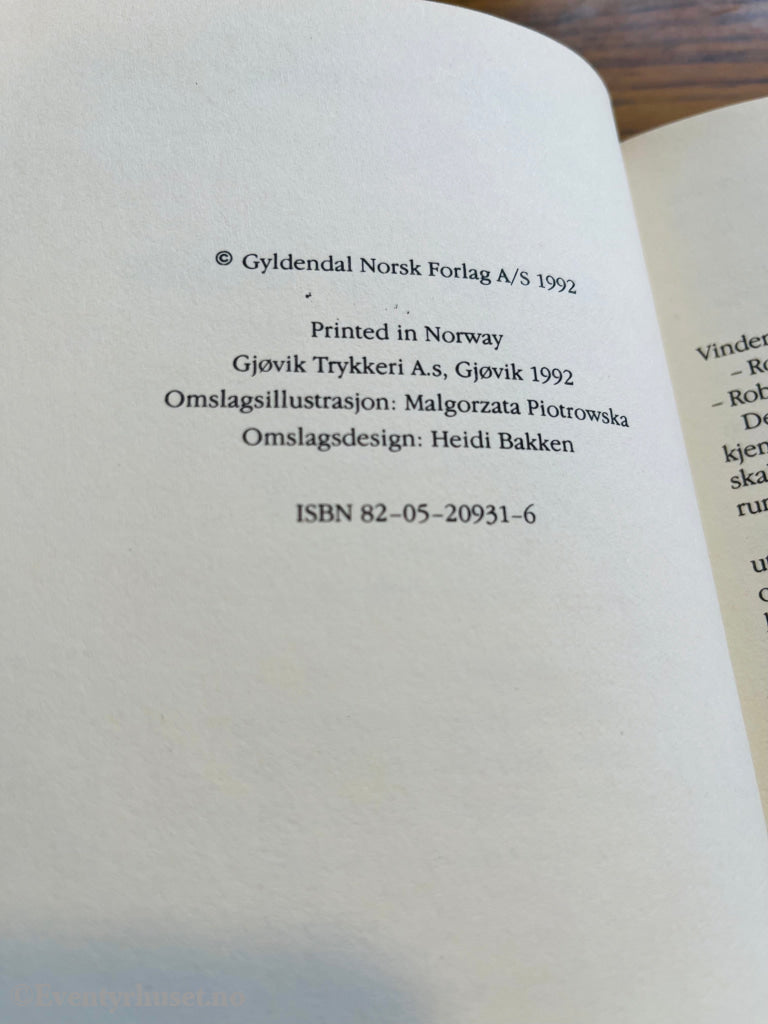 © Gyldendal Norsk Forlag A/S 1992
Printed in Norway
Gjøvik Trykkeri A.s, Gjøvik 1992
Omslagsillustrasjon: Malgorzata Piotrowska
Omslagsdesign: Heidi Bakken
ISBN 82-05-20931-6
©Eventyrhuset.no